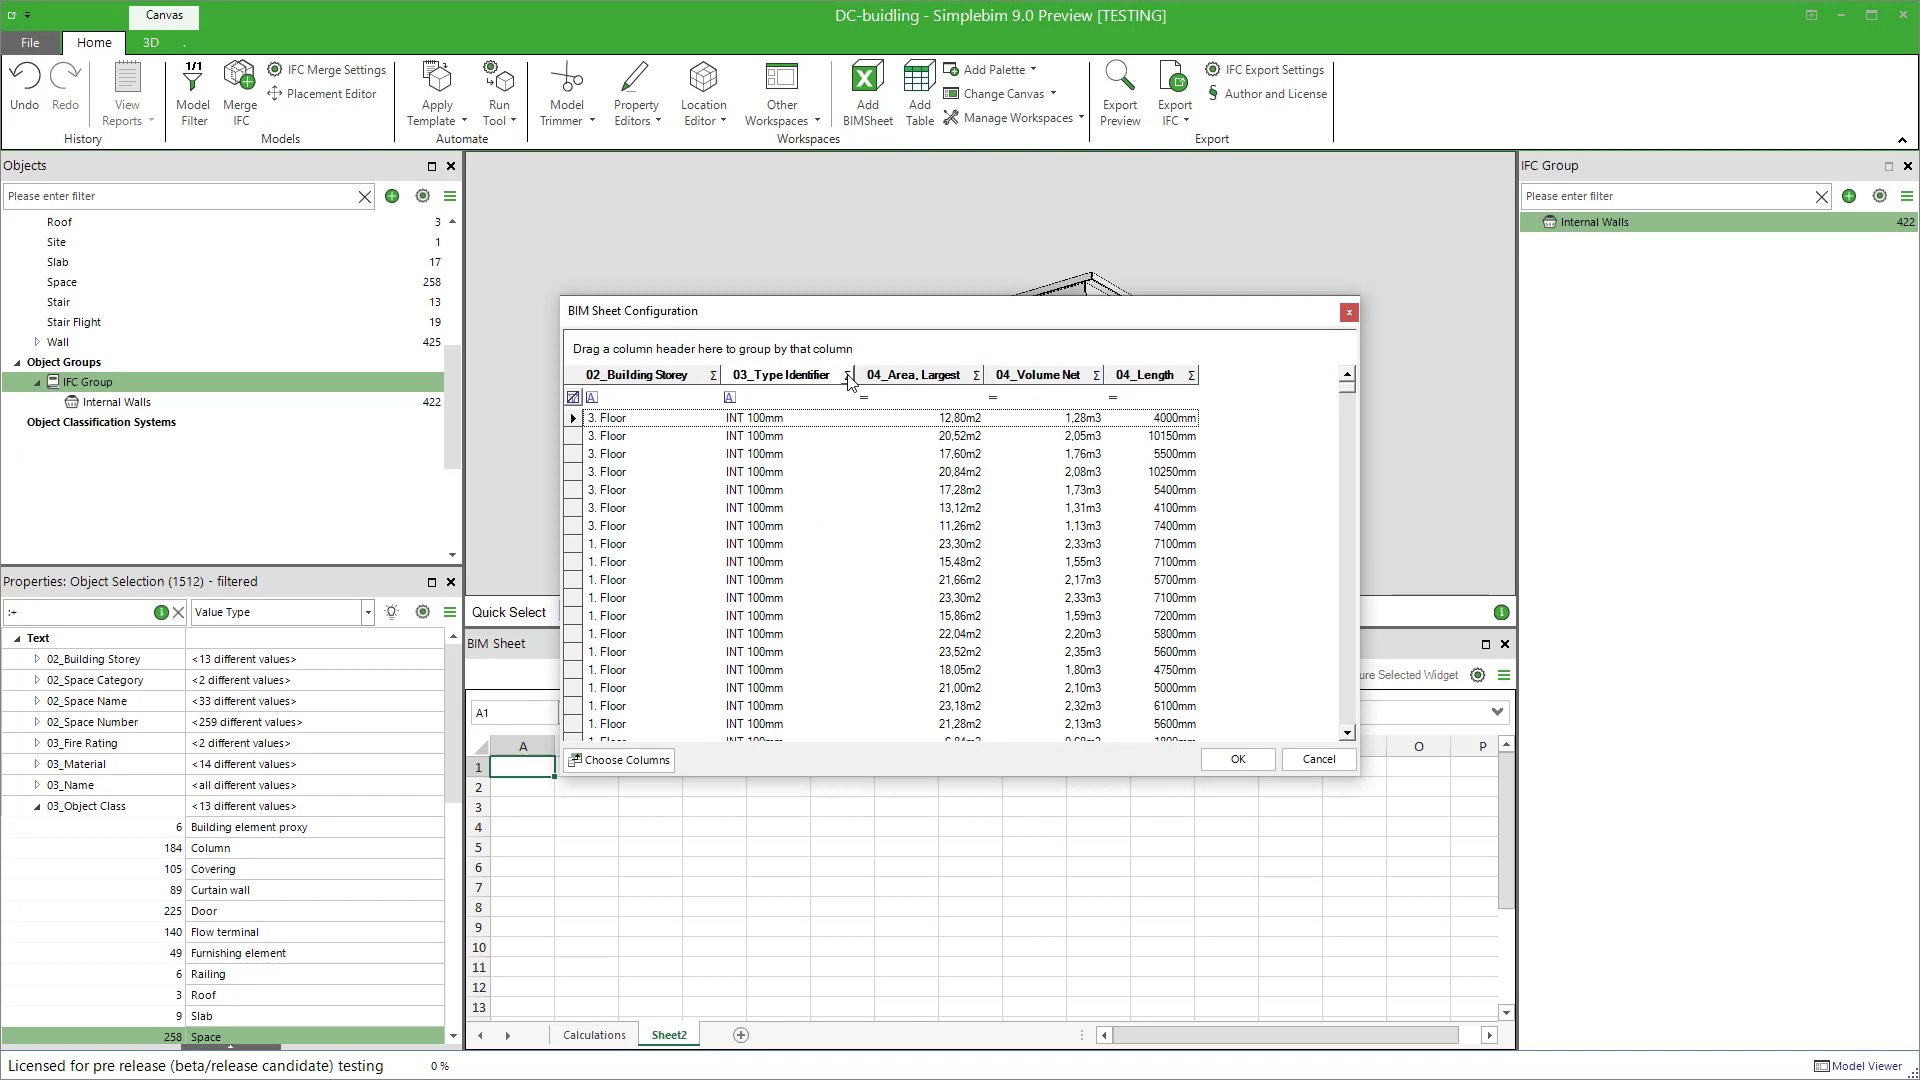 Canvas
DC-buidling - Simplebim 9.0 Preview [TESTING]
File
Home
3D
.
Undo
Redo
View Reports
Model Filter
Merge IFC
IFC Merge Settings
Placement Editor
Apply Template
Run Tool
Model Trimmer
Property Editors
Location Editor
Other Workspaces
Add BIMSheet
Add Table
Add Palette
Change Canvas
Manage Workspaces
Export Preview
Export IFC
IFC Export Settings
Author and License
History
Models
Automate
Workspaces
Export
Objects
Please enter filter
Roof 3
Site 1
Slab 17
Space 258
Stair 13
Stair Flight 19
Wall 425
Object Groups
IFC Group
Internal Walls 422
Object Classification Systems
Properties: Object Selection (1512) - filtered
:+
Value Type
Text
02_Building Storey <13 different values>
02_Space Category <2 different values>
02_Space Name <33 different values>
02_Space Number <259 different values>
03_Fire Rating <2 different values>
03_Material <14 different values>
03_Name <all different values>
03_Object Class <13 different values>
6 Building element proxy
184 Column
105 Covering
89 Curtain wall
225 Door
140 Flow terminal
49 Furnishing element
6 Railing
3 Roof
9 Slab
258 Space
BIM Sheet Configuration
Drag a column header here to group by that column
02_Building Storey Σ 03_Type Identifier Σ 04_Area, Largest Σ 04_Volume Net Σ 04_Length Σ
A A = = =
3. Floor INT 100mm 12,80m2 1,28m3 4000mm
3. Floor INT 100mm 20,52m2 2,05m3 10150mm
3. Floor INT 100mm 17,60m2 1,76m3 5500mm
3. Floor INT 100mm 20,84m2 2,08m3 10250mm
3. Floor INT 100mm 17,28m2 1,73m3 5400mm
3. Floor INT 100mm 13,12m2 1,31m3 4100mm
3. Floor INT 100mm 11,26m2 1,13m3 7400mm
1. Floor INT 100mm 23,30m2 2,33m3 7100mm
1. Floor INT 100mm 15,48m2 1,55m3 7100mm
1. Floor INT 100mm 21,66m2 2,17m3 5700mm
1. Floor INT 100mm 23,30m2 2,33m3 7100mm
1. Floor INT 100mm 15,86m2 1,59m3 7200mm
1. Floor INT 100mm 22,04m2 2,20m3 5800mm
1. Floor INT 100mm 23,52m2 2,35m3 5600mm
1. Floor INT 100mm 18,05m2 1,80m3 4750mm
1. Floor INT 100mm 21,00m2 2,10m3 5000mm
1. Floor INT 100mm 23,18m2 2,32m3 6100mm
1. Floor INT 100mm 21,28m2 2,13m3 5600mm
Choose Columns
OK
Cancel
Quick Select
BIM Sheet
ure Selected Widget
A1
A O P
1
2
3
4
5
6
7
8
9
10
11
12
13
Calculations
Sheet2
IFC Group
Please enter filter
Internal Walls 422
Licensed for pre release (beta/release candidate) testing
0 %
Model Viewer